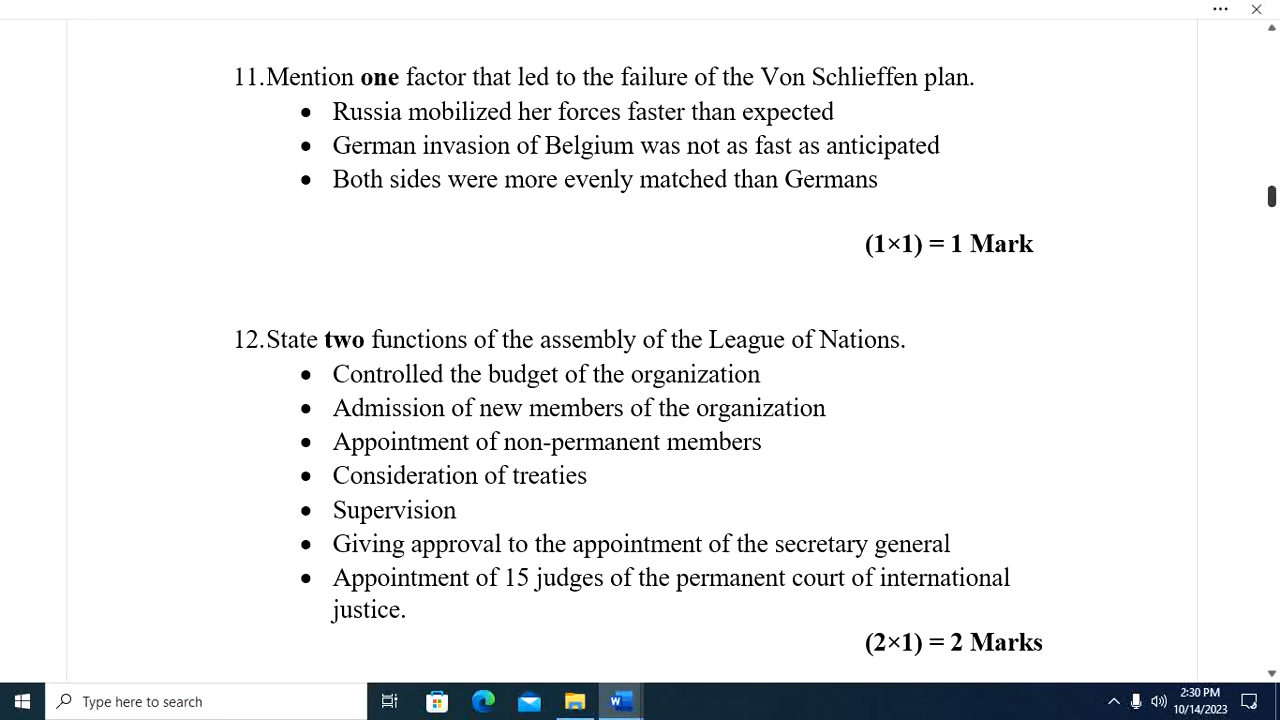 11.Mention one factor that led to the failure of the Von Schlieffen plan.
• Russia mobilized her forces faster than expected
• German invasion of Belgium was not as fast as anticipated
• Both sides were more evenly matched than Germans
(1×1) = 1 Mark
12.State two functions of the assembly of the League of Nations.
• Controlled the budget of the organization
• Admission of new members of the organization
• Appointment of non-permanent members
• Consideration of treaties
• Supervision
• Giving approval to the appointment of the secretary general
• Appointment of 15 judges of the permanent court of international
justice.
(2×1) = 2 Marks
Type here to search
2:30 PM
10/14/2023